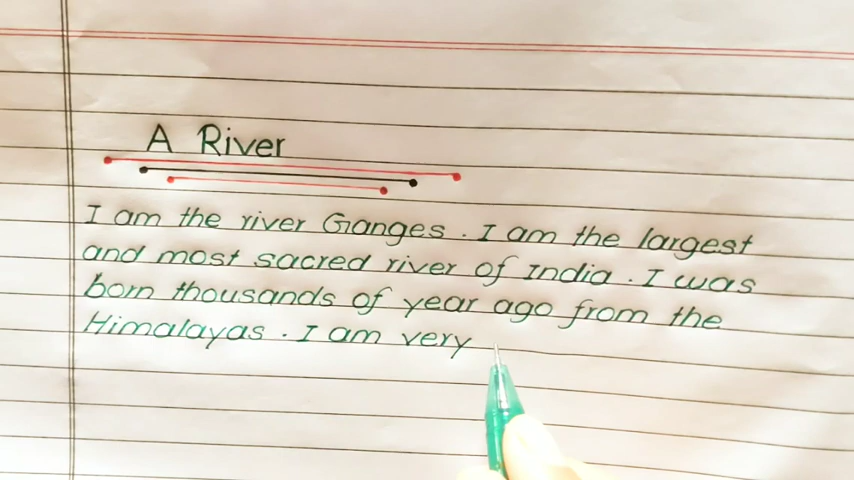 A River
I am the river Ganges . I am the largest
and most sacred river of India . I was
born thousands of year ago from the
Himalayas . I am very